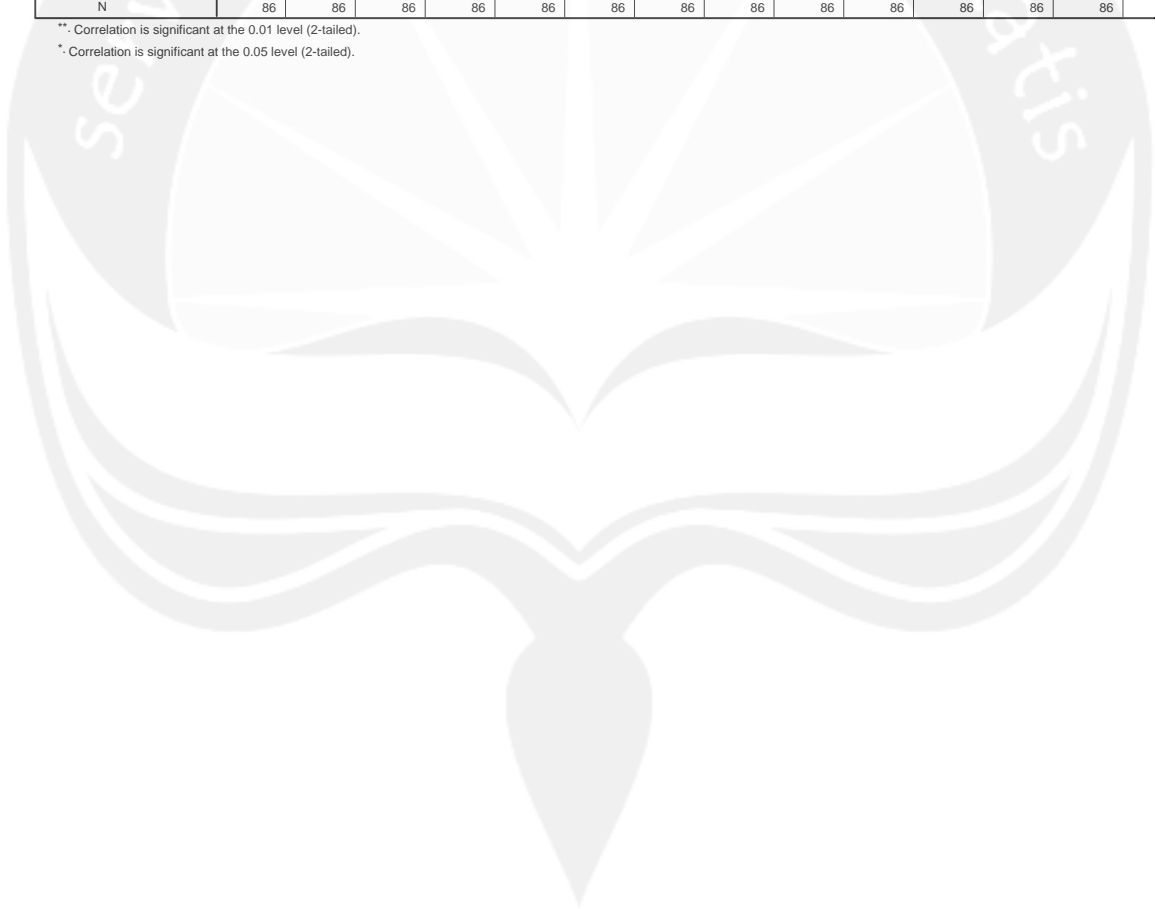 N 86 86 86 86 86 86 86 86 86 86 86 86 86
**. Correlation is significant at the 0.01 level (2-tailed).
*. Correlation is significant at the 0.05 level (2-tailed).